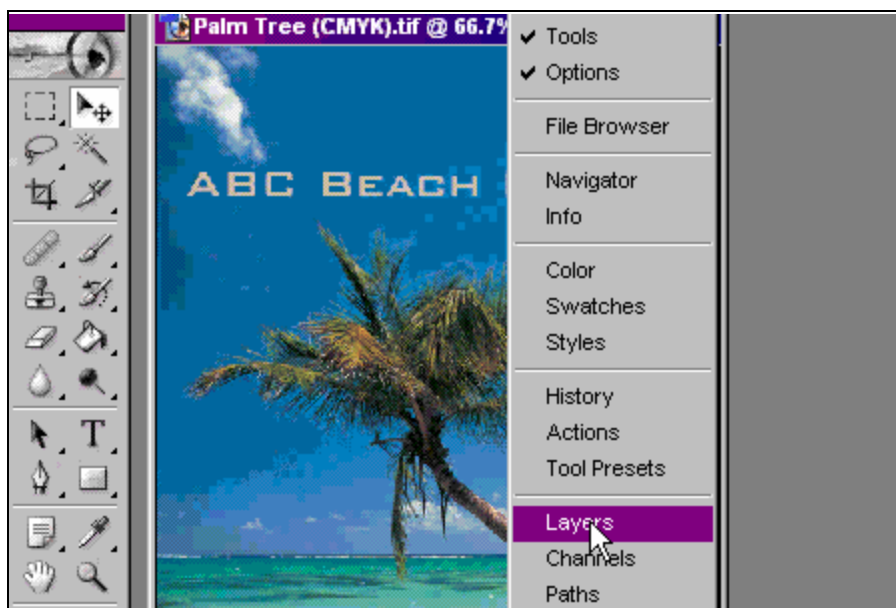 Palm Tree (CMYK).tif @ 66.7%
ABC BEACH
Tools
Options
File Browser
Navigator
Info
Color
Swatches
Styles
History
Actions
Tool Presets
Layers
Channels
Paths